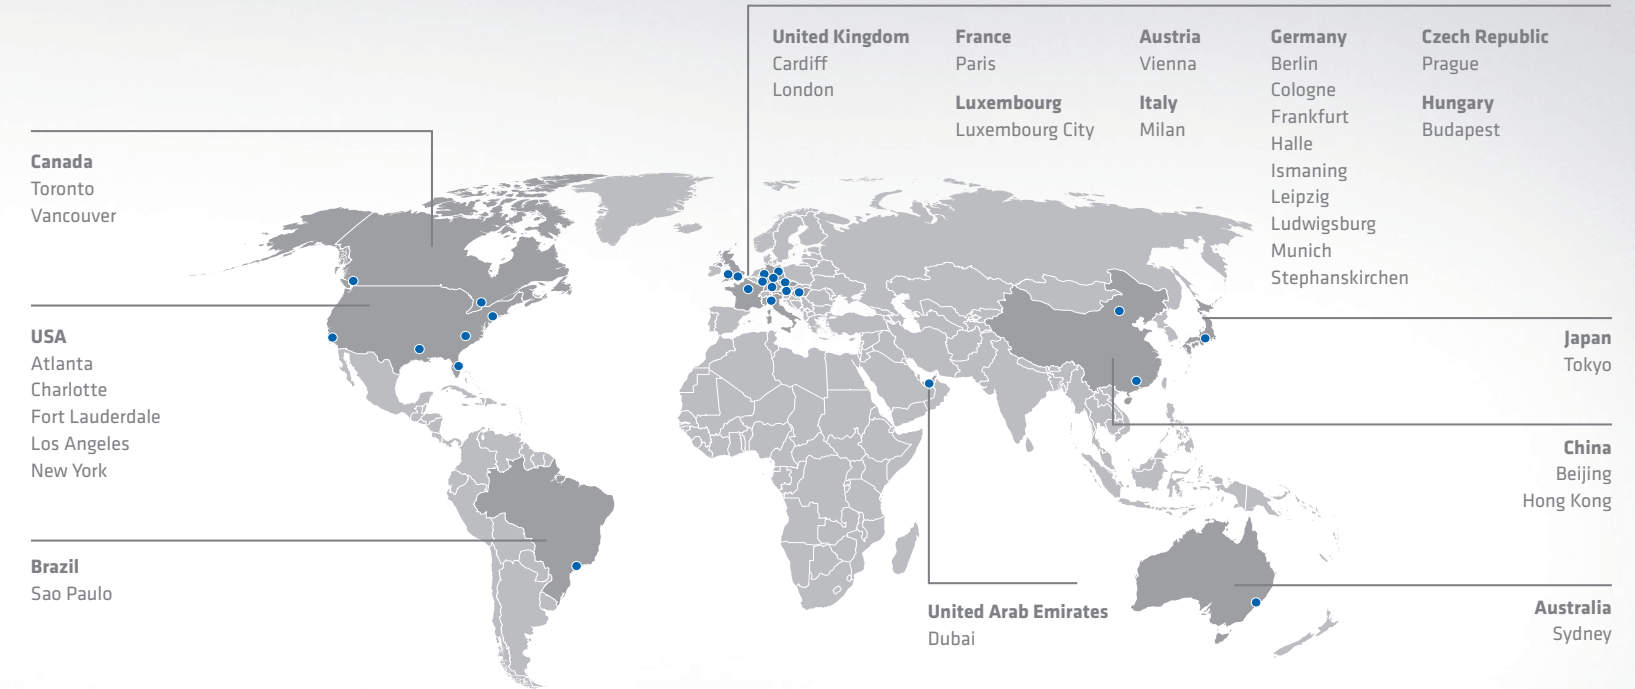 United Kingdom
Cardiff
London
France
Paris
Luxembourg
Luxembourg City
Austria
Vienna
Italy
Milan
Germany
Berlin
Cologne
Frankfurt
Halle
Ismaning
Leipzig
Ludwigsburg
Munich
Stephanskirchen
Czech Republic
Prague
Hungary
Budapest
Canada
Toronto
Vancouver
USA
Atlanta
Charlotte
Fort Lauderdale
Los Angeles
New York
Brazil
Sao Paulo
United Arab Emirates
Dubai
Japan
Tokyo
China
Beijing
Hong Kong
Australia
Sydney